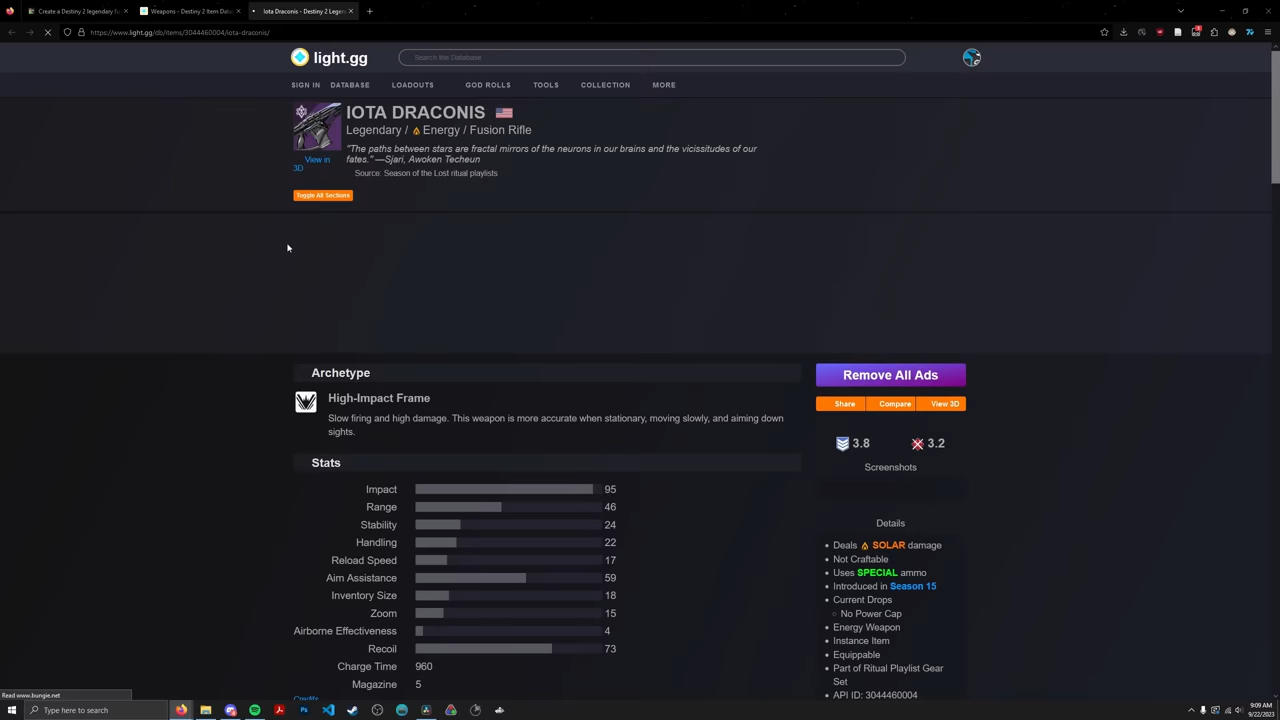 Create a Destiny 2 legendary fu
Weapons - Destiny 2 Item Data
Iota Draconis - Destiny 2 Legen
https://www.light.gg/db/items/3044460004/iota-draconis/
light.gg
Search the Database
SIGN IN DATABASE LOADOUTS GOD ROLLS TOOLS COLLECTION MORE
IOTA DRACONIS
Legendary / Energy / Fusion Rifle
"The paths between stars are fractal mirrors of the neurons in our brains and the vicissitudes of our
fates." —Sjari, Awoken Techeun
View in
3D
Source: Season of the Lost ritual playlists
Toggle All Sections
Archetype
High-Impact Frame
Slow firing and high damage. This weapon is more accurate when stationary, moving slowly, and aiming down
sights.
Stats
Impact 95
Range 46
Stability 24
Handling 22
Reload Speed 17
Aim Assistance 59
Inventory Size 18
Zoom 15
Airborne Effectiveness 4
Recoil 73
Charge Time 960
Magazine 5
Credits
Remove All Ads
Share Compare View 3D
3.8 3.2
Screenshots
Details
Deals SOLAR damage
Not Craftable
Uses SPECIAL ammo
Introduced in Season 15
Current Drops
No Power Cap
Energy Weapon
Instance Item
Equippable
Part of Ritual Playlist Gear
Set
API ID: 3044460004
Read www.bungie.net
Type here to search
9:09 AM
9/22/2023